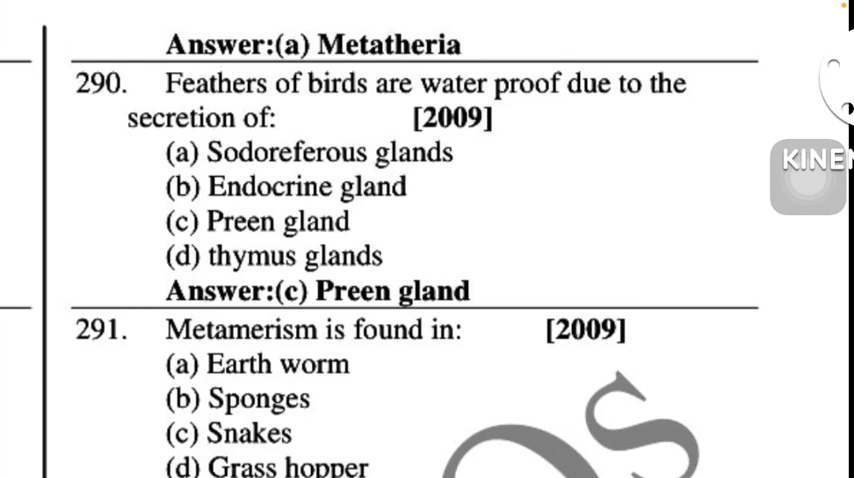 Answer:(a) Metatheria
290. Feathers of birds are water proof due to the
secretion of: [2009]
(a) Sodoreferous glands
(b) Endocrine gland
(c) Preen gland
(d) thymus glands
Answer:(c) Preen gland
291. Metamerism is found in: [2009]
(a) Earth worm
(b) Sponges
(c) Snakes
(d) Grass hopper
KINE
Qs